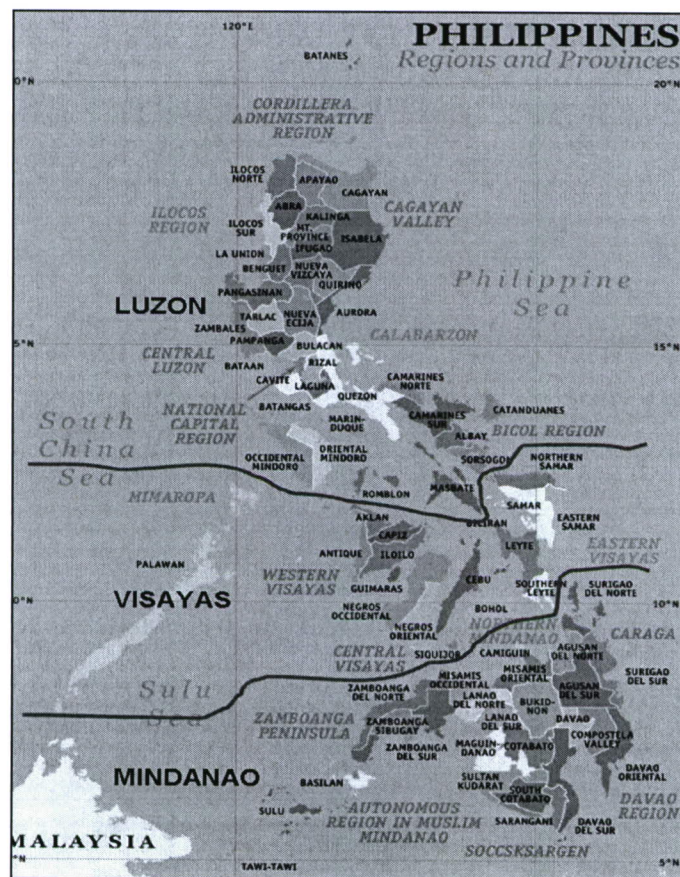 PHILIPPINES
Regions and Provinces
120°E
BATANES
20°N
CORDILLERA
ADMINISTRATIVE
REGION
ILOCOS
NORTE
APAYAO
CAGAYAN
ILOCOS
REGION
ABRA
KALINGA
CAGAYAN
VALLEY
ILOCOS
SUR
MT.
PROVINCE
ISABELA
IFUGAO
LA UNION
BENGUET
NUEVA
VIZCAYA
QUIRINO
Philippine
Sea
PANGASINAN
LUZON
TARLAC
NUEVA
ECIJA
AURORA
ZAMBALES
PAMPANGA
BULACAN
CALABARZON
CENTRAL
LUZON
15°N
BATAAN
RIZAL
CAVITE
LAGUNA
QUEZON
CAMARINES
NORTE
NATIONAL
CAPITAL
REGION
BATANGAS
MARIN-
DUQUE
CAMARINES
SUR
CATANDUANES
ALBAY
BICOL REGION
South
China
Sea
OCCIDENTAL
MINDORO
ORIENTAL
MINDORO
SORSOGON
NORTHERN
SAMAR
MIMAROPA
ROMBLON
MASBATE
SAMAR
EASTERN
SAMAR
AKLAN
BILIRAN
CAPIZ
LEYTE
ANTIQUE
ILOILO
PALAWAN
WESTERN
VISAYAS
EASTERN
VISAYAS
VISAYAS
GUIMARAS
CEBU
SOUTHERN
LEYTE
SURIGAO
DEL NORTE
NEGROS
OCCIDENTAL
BOHOL
10°N
NEGROS
ORIENTAL
NORTHERN
MINDANAO
CARAGA
CENTRAL
VISAYAS
SIQUIJOR
CAMIGUIN
AGUSAN
DEL NORTE
Sulu
Sea
MISAMIS
OCCIDENTAL
MISAMIS
ORIENTAL
SURIGAO
DEL SUR
ZAMBOANGA
DEL NORTE
LANAO
DEL NORTE
AGUSAN
DEL SUR
BUKID-
NON
ZAMBOANGA
PENINSULA
ZAMBOANGA
SIBUGAY
LANAO
DEL SUR
DAVAO
COMPOSTELA
VALLEY
ZAMBOANGA
DEL SUR
MAGUIN-
DANAO
COTABATO
MINDANAO
BASILAN
SULTAN
KUDARAT
SOUTH
COTABATO
DAVAO
ORIENTAL
DAVAO
REGION
SULU
AUTONOMOUS
REGION IN MUSLIM
MINDANAO
SARANGANI
DAVAO
DEL SUR
MALAYSIA
SOCCSKSARGEN
TAWI-TAWI
5°N